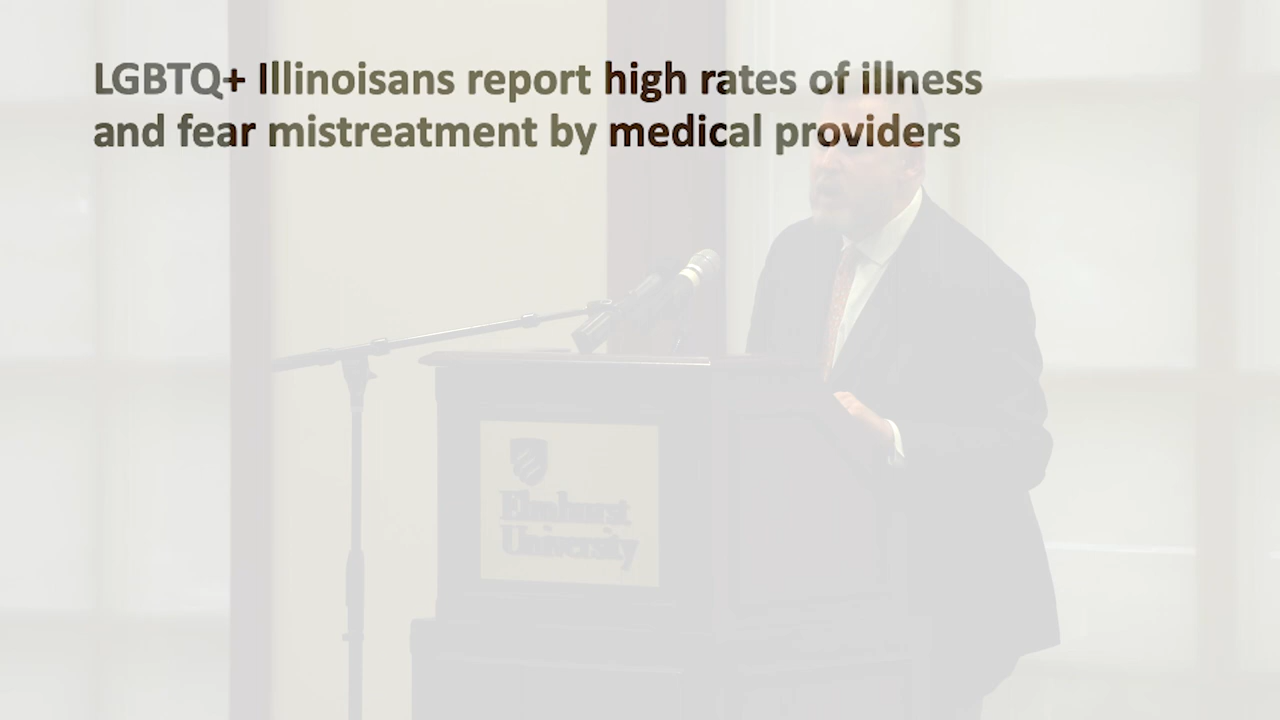 LGBTQ+ Illinoisans report high rates of illness
and fear mistreatment by medical providers
Elmhurst
University